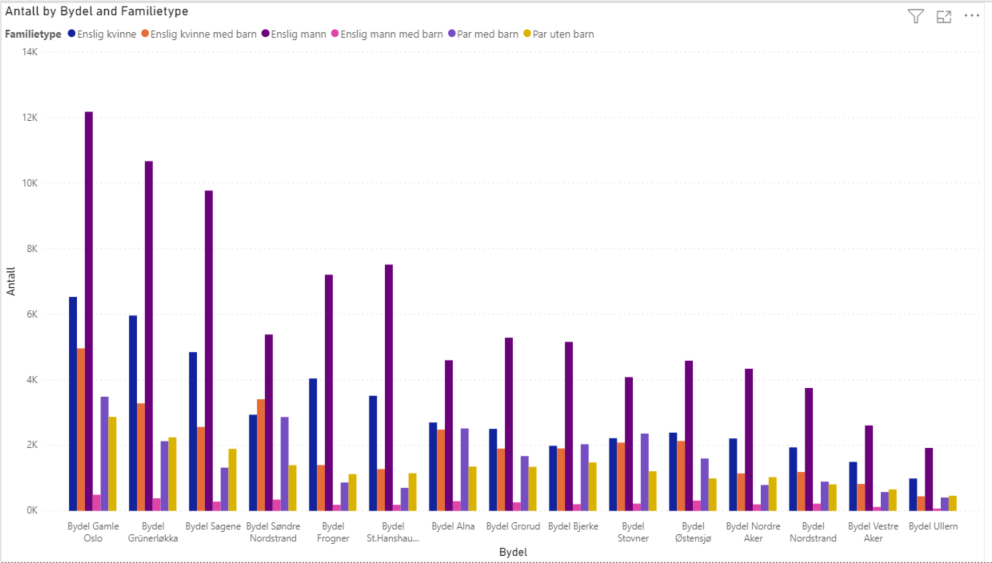 Antall by Bydel and Familietype
Familietype Enslig kvinne Enslig kvinne med barn Enslig mann Enslig mann med barn Par med barn Par uten barn
14K
12K
10K
8K
6K
4K
2K
0K
Antall
Bydel Gamle
Oslo
Bydel
Grünerløkka
Bydel Sagene
Bydel Søndre
Nordstrand
Bydel
Frogner
Bydel
St.Hanshau...
Bydel Alna
Bydel Grorud
Bydel Bjerke
Bydel
Stovner
Bydel
Østensjø
Bydel Nordre
Aker
Bydel
Nordstrand
Bydel Vestre
Aker
Bydel Ullern
Bydel